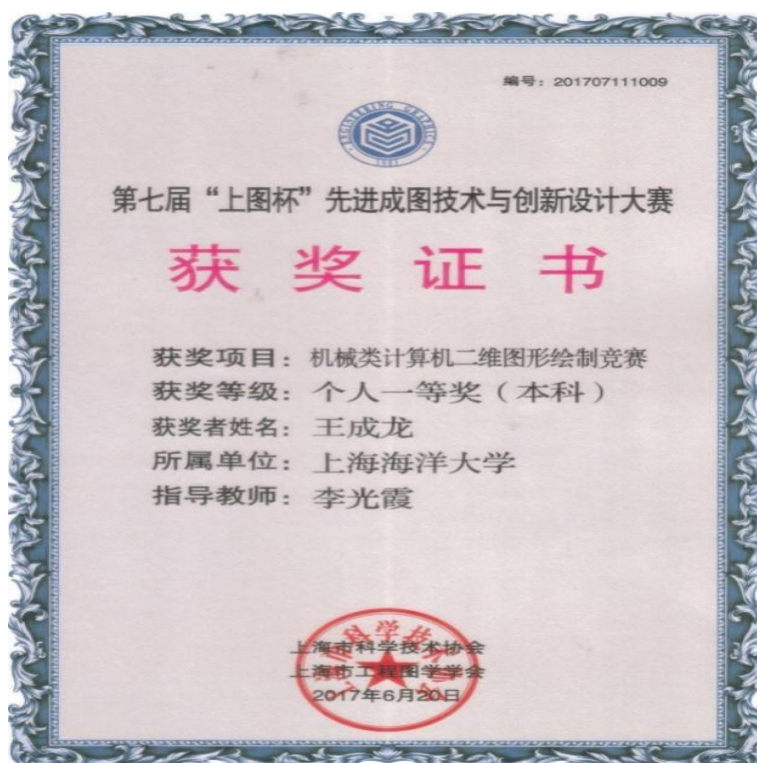 编号：201707111009
ENGINEERING GRAPHICS
1981
第七届“上图杯”先进成图技术与创新设计大赛
获奖证书
获奖项目：机械类计算机二维图形绘制竞赛
获奖等级：个人一等奖（本科）
获奖者姓名：王成龙
所属单位：上海海洋大学
指导教师：李光霞
上海市科学技术协会
上海市工程图学学会
2017年6月20日